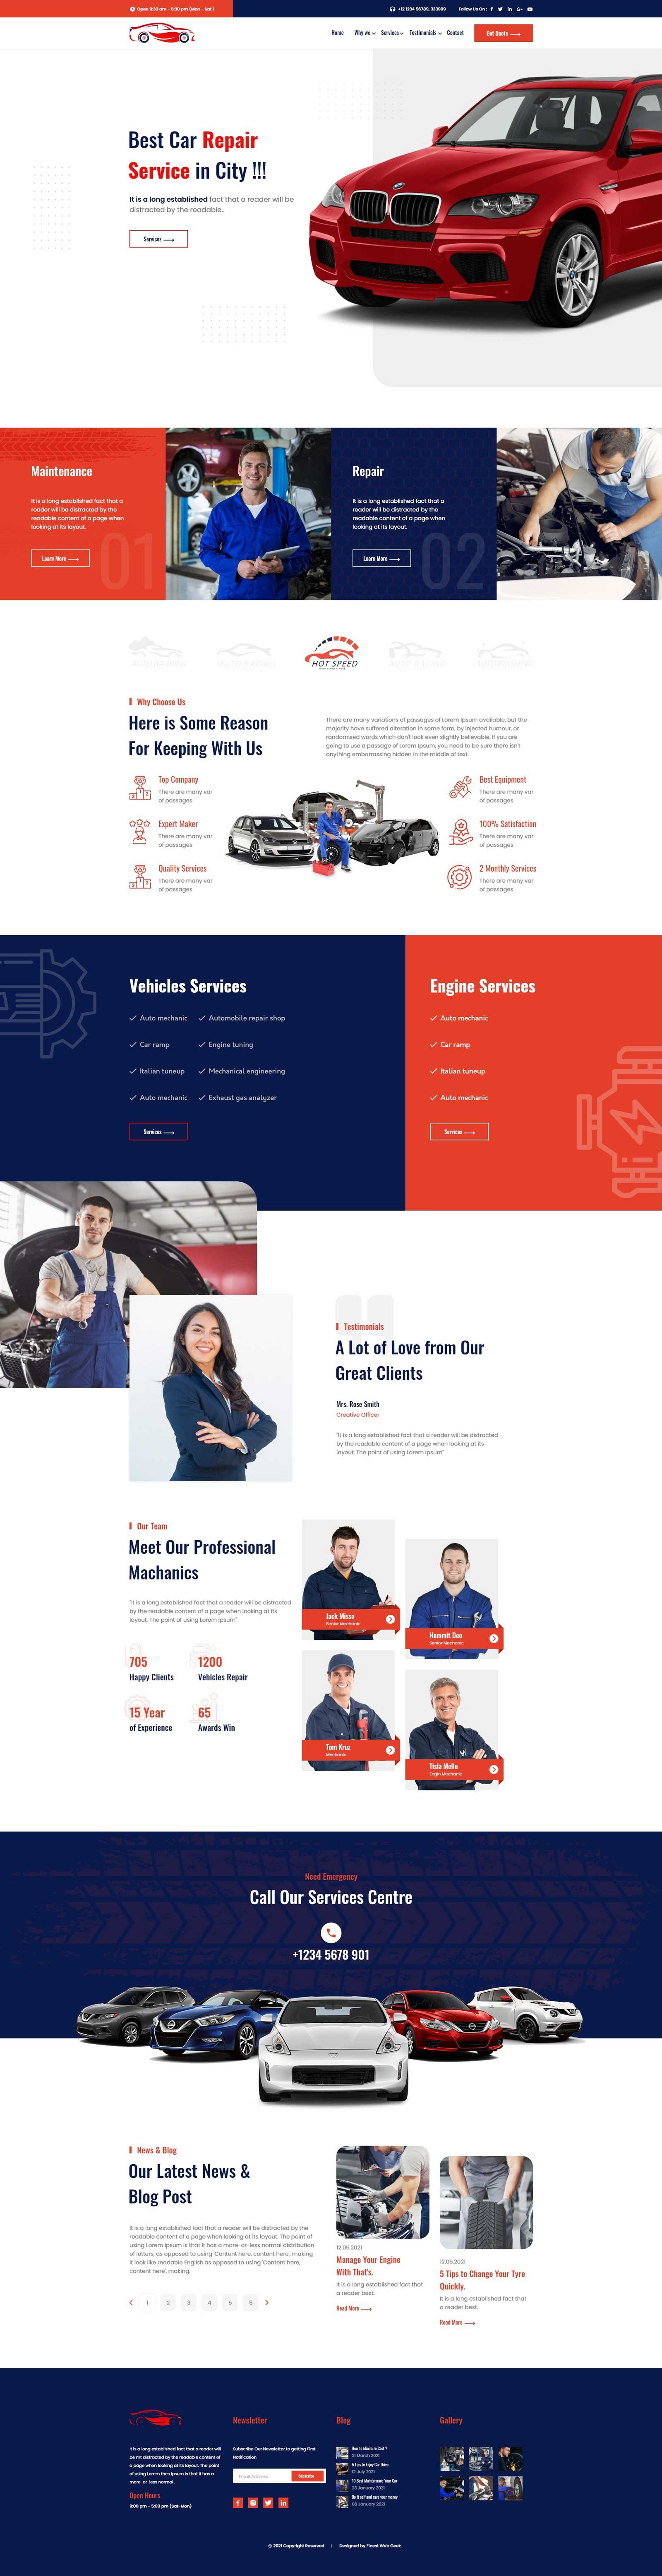 Open 9:30 am - 6:30 pm (Mon - Sat )
+13 1234 56789, 333999
Follow Us On :
Home
Why we
Services
Testimonials
Contact
Get Quote
Best Car Repair
Service in City !!!
It is a long established fact that a reader will be
distracted by the readable..
Services
Maintenance
It is a long established fact that a
reader will be distracted by the
readable content of a page when
looking at its layout.
Learn More
01
Repair
It is a long established fact that a
reader will be distracted by the
readable content of a page when
looking at its layout.
Learn More
02
AUTO WASHING
AUTO RACING
HOT SPEED
AUTO RACING
AUTO WASHING
Why Choose Us
Here is Some Reason
For Keeping With Us
There are many variations of passages of Lorem Ipsum available, but the
majority have suffered alteration in some form, by injected humour, or
randomised words which don't look even slightly believable. If you are
going to use a passage of Lorem Ipsum, you need to be sure there isn't
anything embarrassing hidden in the middle of text.
Top Company
There are many var
of passages
Expert Maker
There are many var
of passages
Quality Services
There are many var
of passages
Best Equipment
There are many var
of passages
100% Satisfaction
There are many var
of passages
2 Monthly Services
There are many var
of passages
Vehicles Services
Auto mechanic
Automobile repair shop
Car ramp
Engine tuning
Italian tuneup
Mechanical engineering
Auto mechanic
Exhaust gas analyzer
Services
Engine Services
Auto mechanic
Car ramp
Italian tuneup
Auto mechanic
Services
Testimonials
A Lot of Love from Our
Great Clients
Mrs. Rose Smith
Creative Officer
"It is a long established fact that a reader will be distracted
by the readable content of a page when looking at its
layout. The point of using Lorem Ipsum"
Our Team
Meet Our Professional
Machanics
"It is a long established fact that a reader will be distracted
by the readable content of a page when looking at its
layout. The point of using Lorem Ipsum"
705
Happy Clients
1200
Vehicles Repair
15 Year
of Experience
65
Awards Win
Jack Misso
Senior Mechanic
Hemmit Deo
Senior Mechanic
Tom Kruz
Mechanic
Tisla Mello
Engin Mechanic
Need Emergency
Call Our Services Centre
+1234 5678 901
News & Blog
Our Latest News &
Blog Post
It is a long established fact that a reader will be distracted by the
readable content of a page when looking at its layout. The point of
using Lorem Ipsum is that it has a more-or-less normal distribution
of letters, as opposed to using 'Content here, content here', making
it look like readable English.as opposed to using 'Content here,
content here', making.
1
2
3
4
5
6
12.05.2021
Manage Your Engine
With That's.
It is a long established fact that
a reader best.
Read More
12.05.2021
5 Tips to Change Your Tyre
Quickly.
It is a long established fact that
a reader best.
Read More
It is a long established fact that a reader will
be mt distracted by the readable content of
a page when looking at its layout. The point
of using Lorem theo Ipsum is that it has a
more-or-less normal .
Open Hours
9:00 pm - 5:00 pm (Sat-Mon)
Newsletter
Subscribe Our Newsletter to getting First
Notification
Email Address
Subscribe
Blog
How to Minimize Cost ?
21 March 2021
5 Tips to Enjoy Car Drive
12 July 2021
10 Best Maintenance Your Car
23 January 2021
Do it self and save your money
08 January 2021
Gallery
© 2021 Copyright Reserved
|
Designed by Finest Web Geek